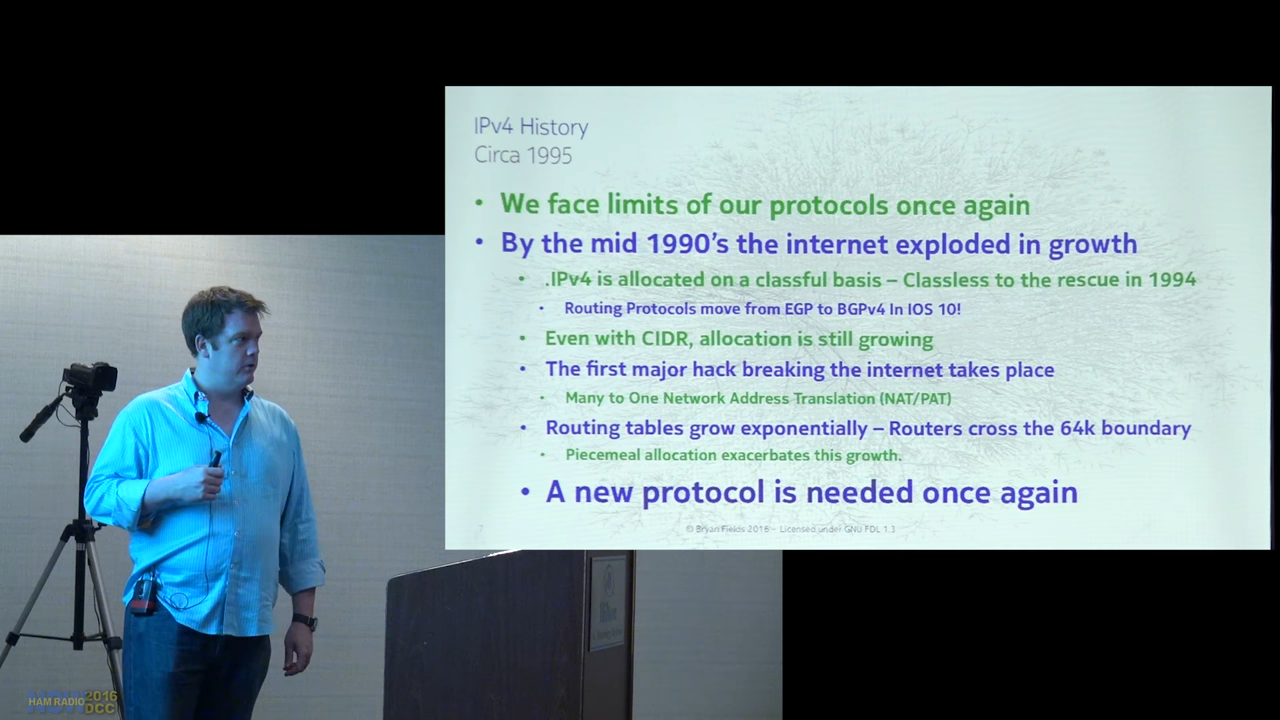 IPv4 History
Circa 1995
• We face limits of our protocols once again
• By the mid 1990's the internet exploded in growth
• .IPv4 is allocated on a classful basis – Classless to the rescue in 1994
• Routing Protocols move from EGP to BGPv4 In IOS 10!
• Even with CIDR, allocation is still growing
• The first major hack breaking the internet takes place
• Many to One Network Address Translation (NAT/PAT)
• Routing tables grow exponentially – Routers cross the 64k boundary
• Piecemeal allocation exacerbates this growth.
• A new protocol is needed once again
7
© Bryan Fields 2016 – Licensed under GNU FDL 1.3
Hilton
HAM RADIO 2016
DCC